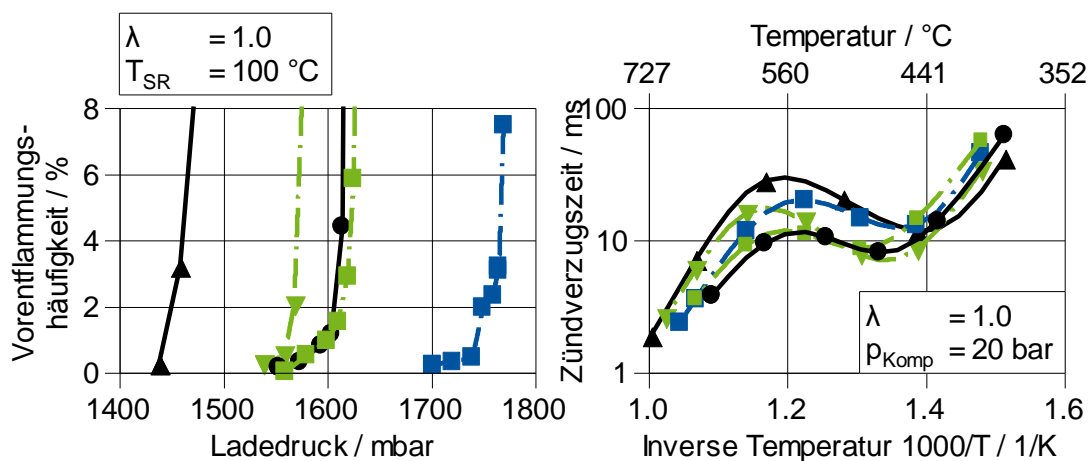 λ = 1.0
T_SR = 100 °C
Vorentflammungs-
häufigkeit / %
8
6
4
2
0
1400 1500 1600 1700 1800
Ladedruck / mbar
Temperatur / °C
727 560 441 352
Zündverzugszeit / ms
100
10
1
λ = 1.0
p_Komp = 20 bar
1.0 1.2 1.4 1.6
Inverse Temperatur 1000/T / 1/K